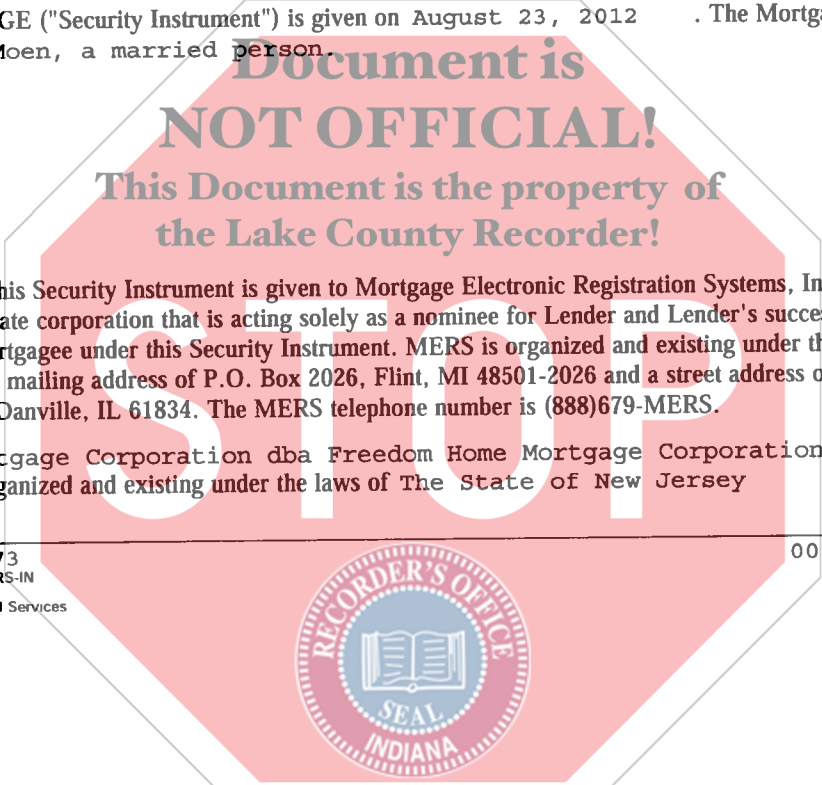 GE ("Security Instrument") is given on August 23, 2012 . The Mortga
Moen, a married person.
Document is
NOT OFFICIAL!
This Document is the property of
the Lake County Recorder!
his Security Instrument is given to Mortgage Electronic Registration Systems, In
ate corporation that is acting solely as a nominee for Lender and Lender's succes
rtgagee under this Security Instrument. MERS is organized and existing under th
mailing address of P.O. Box 2026, Flint, MI 48501-2026 and a street address o
Danville, IL 61834. The MERS telephone number is (888)679-MERS.
STOP
tgage Corporation dba Freedom Home Mortgage Corporation
ganized and existing under the laws of The State of New Jersey
73
00
RS-IN
Services
RECORDER'S OFFICE
SEAL
INDIANA